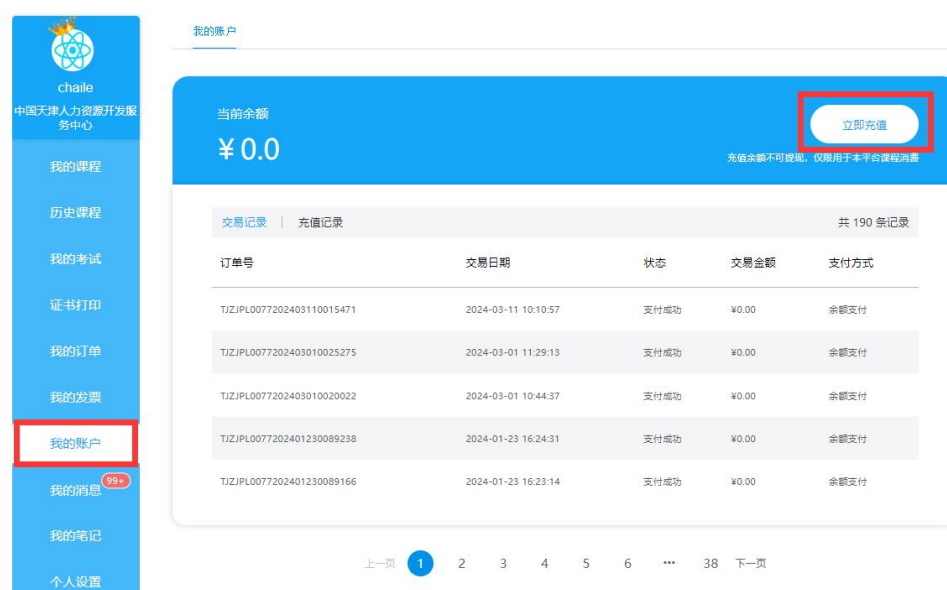 我的账户
chaile
中国天津人力资源开发服
务中心
我的课程
历史课程
我的考试
证书打印
我的订单
我的发票
我的账户
我的消息 99+
我的笔记
个人设置
当前余额
¥ 0.0
立即充值
充值余额不可提现，仅限用于本平台课程消费
交易记录 | 充值记录 共 190 条记录
订单号 交易日期 状态 交易金额 支付方式
TJZJPL0077202403110015471 2024-03-11 10:10:57 支付成功 ¥0.00 余额支付
TJZJPL0077202403010025275 2024-03-01 11:29:13 支付成功 ¥0.00 余额支付
TJZJPL0077202403010020022 2024-03-01 10:44:37 支付成功 ¥0.00 余额支付
TJZJPL0077202401230089238 2024-01-23 16:24:31 支付成功 ¥0.00 余额支付
TJZJPL0077202401230089166 2024-01-23 16:23:14 支付成功 ¥0.00 余额支付
上一页 1 2 3 4 5 6 ••• 38 下一页